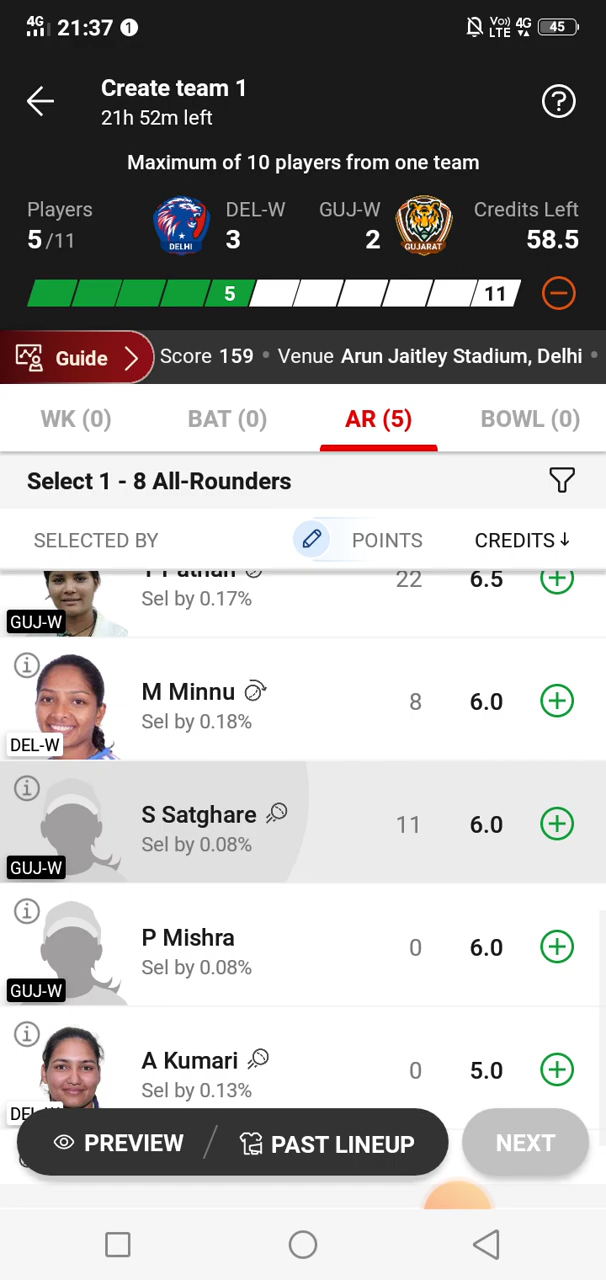 4G 21:37 1 Vo)) LTE 4G 45
Create team 1
21h 52m left
?
Maximum of 10 players from one team
Players DEL-W GUJ-W Credits Left
5/11 DELHI 3 2 GUJARAT 58.5
5 11
Guide Score 159 • Venue Arun Jaitley Stadium, Delhi •
WK (0) BAT (0) AR (5) BOWL (0)
Select 1 - 8 All-Rounders
SELECTED BY POINTS CREDITS↓
Pathan 22 6.5
Sel by 0.17%
GUJ-W
M Minnu 8 6.0
Sel by 0.18%
DEL-W
S Satghare 11 6.0
Sel by 0.08%
GUJ-W
P Mishra 0 6.0
Sel by 0.08%
GUJ-W
A Kumari 0 5.0
Sel by 0.13%
PREVIEW / PAST LINEUP NEXT